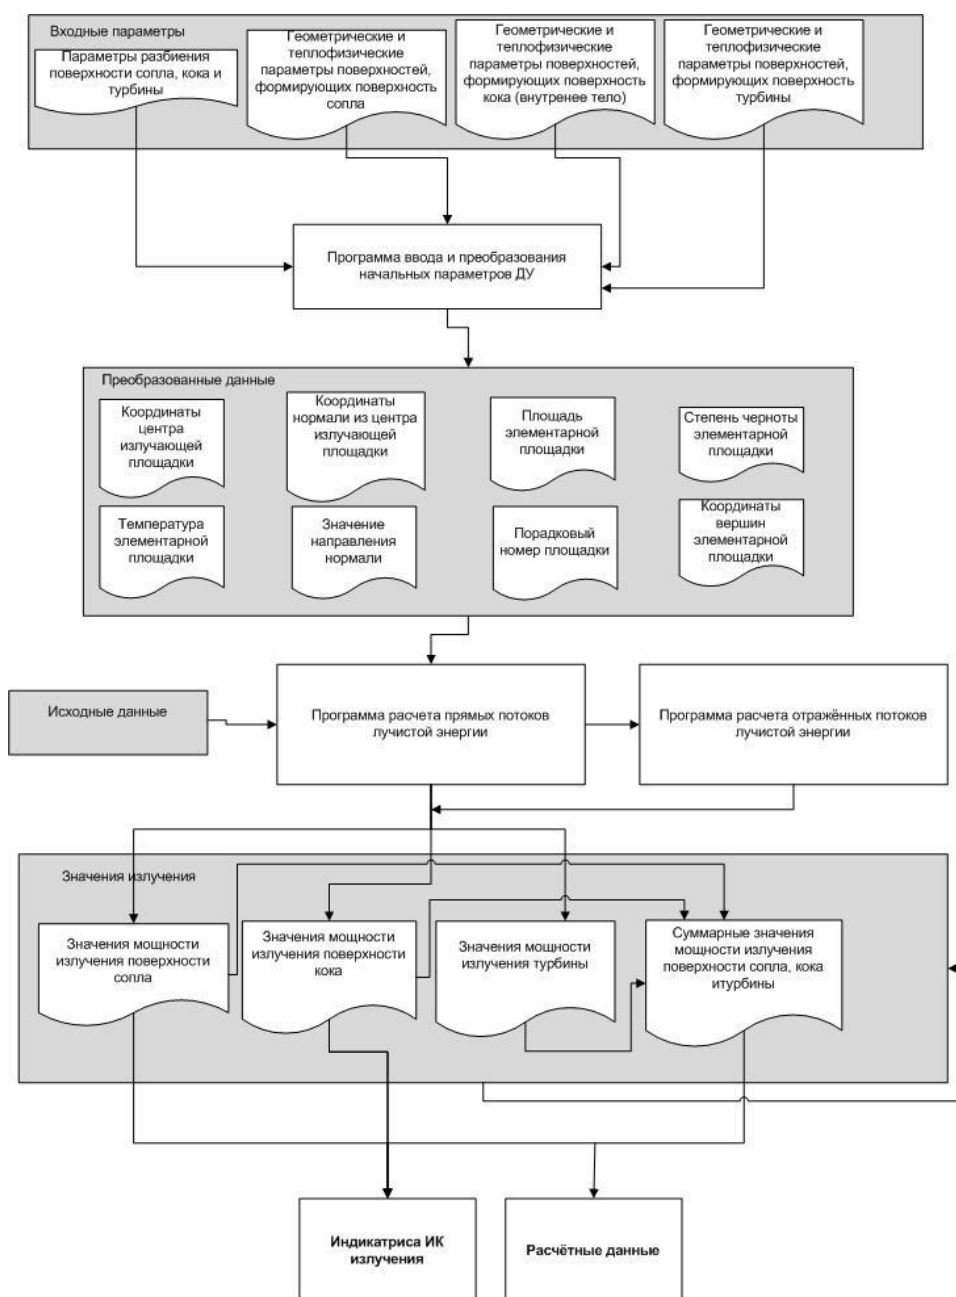 Входные параметры
Параметры разбиения
поверхности сопла, кока и
турбины
Геометрические и
теплофизические
параметры поверхностей,
формирующих поверхность
сопла
Геометрические и
теплофизические
параметры поверхностей,
формирующих поверхность
кока (внутренее тело)
Геометрические и
теплофизические
параметры поверхностей,
формирующих поверхность
турбины
Программа ввода и преобразования
начальных параметров ДУ
Преобразованные данные
Координаты
центра
излучающей
площадки
Координаты
нормали из центра
излучающей
площадки
Площадь
элементарной
площадки
Степень черноты
элементарной
площадки
Температура
элементарной
площадки
Значение
направления
нормали
Порадковый
номер площадки
Координаты
вершин
элементарной
площадки
Исходные данные
Программа расчета прямых потоков
лучистой энергии
Программа расчета отражённых потоков
лучистой энергии
Значения излучения
Значения мощности
излучения поверхности
сопла
Значения мощности
излучения поверхности
кока
Значения мощности
излучения турбины
Суммарные значения
мощности излучения
поверхности сопла, кока
итурбины
Индикатриса ИК
излучения
Расчётные данные